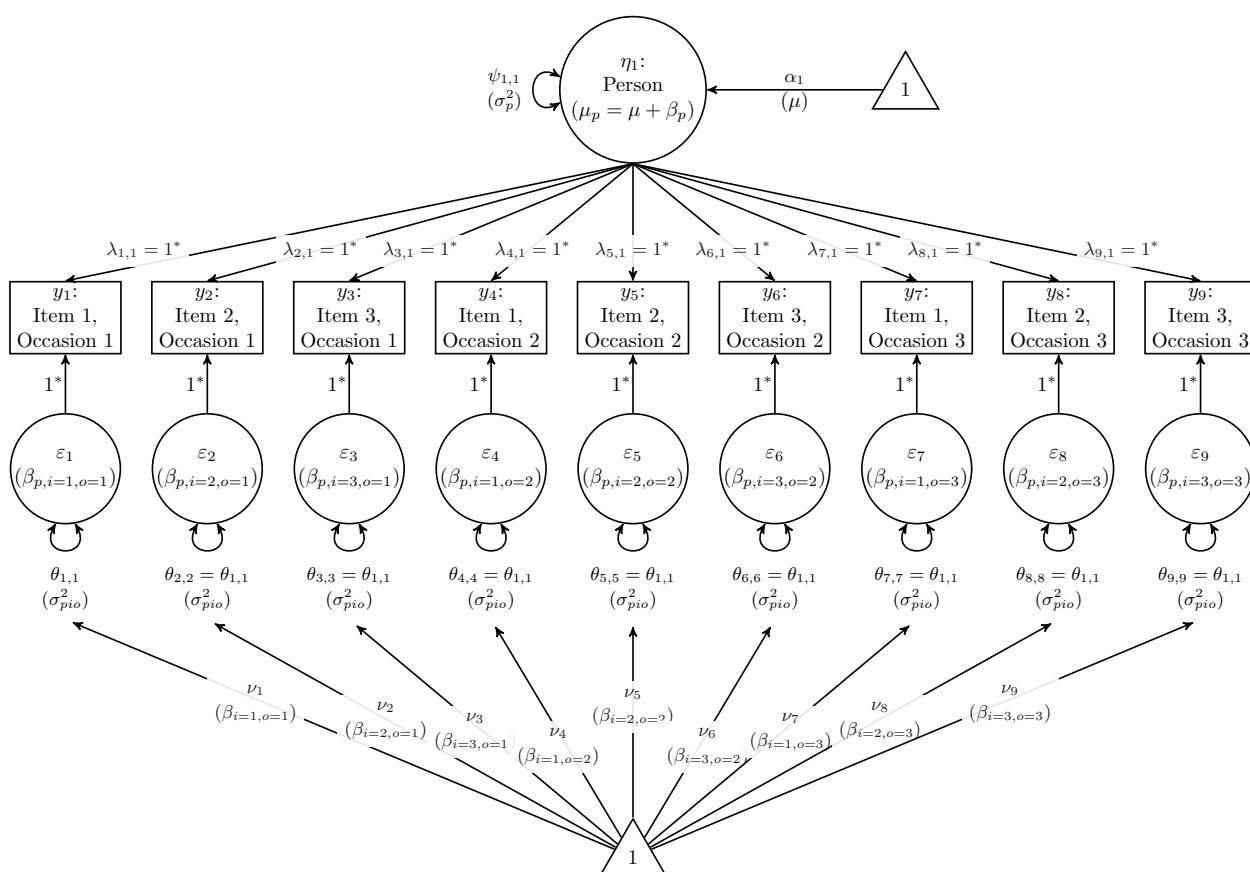 η₁:
Person
(μₚ = μ + βₚ)
ψ₁,₁
(σ²ₚ)
α₁
(μ)
1
λ₁,₁ = 1*
λ₂,₁ = 1*
λ₃,₁ = 1*
λ₄,₁ = 1*
λ₅,₁ = 1*
λ₆,₁ = 1*
λ₇,₁ = 1*
λ₈,₁ = 1*
λ₉,₁ = 1*
y₁:
Item 1,
Occasion 1
y₂:
Item 2,
Occasion 1
y₃:
Item 3,
Occasion 1
y₄:
Item 1,
Occasion 2
y₅:
Item 2,
Occasion 2
y₆:
Item 3,
Occasion 2
y₇:
Item 1,
Occasion 3
y₈:
Item 2,
Occasion 3
y₉:
Item 3,
Occasion 3
1*
1*
1*
1*
1*
1*
1*
1*
1*
ε₁
(βp,i=1,o=1)
ε₂
(βp,i=2,o=1)
ε₃
(βp,i=3,o=1)
ε₄
(βp,i=1,o=2)
ε₅
(βp,i=2,o=2)
ε₆
(βp,i=3,o=2)
ε₇
(βp,i=1,o=3)
ε₈
(βp,i=2,o=3)
ε₉
(βp,i=3,o=3)
θ₁,₁
(σ²pio)
θ₂,₂ = θ₁,₁
(σ²pio)
θ₃,₃ = θ₁,₁
(σ²pio)
θ₄,₄ = θ₁,₁
(σ²pio)
θ₅,₅ = θ₁,₁
(σ²pio)
θ₆,₆ = θ₁,₁
(σ²pio)
θ₇,₇ = θ₁,₁
(σ²pio)
θ₈,₈ = θ₁,₁
(σ²pio)
θ₉,₉ = θ₁,₁
(σ²pio)
ν₁
(βi=1,o=1)
ν₂
(βi=2,o=1)
ν₃
(βi=3,o=1)
ν₄
(βi=1,o=2)
ν₅
(βi=2,o=2)
ν₆
(βi=3,o=2)
ν₇
(βi=1,o=3)
ν₈
(βi=2,o=3)
ν₉
(βi=3,o=3)
1